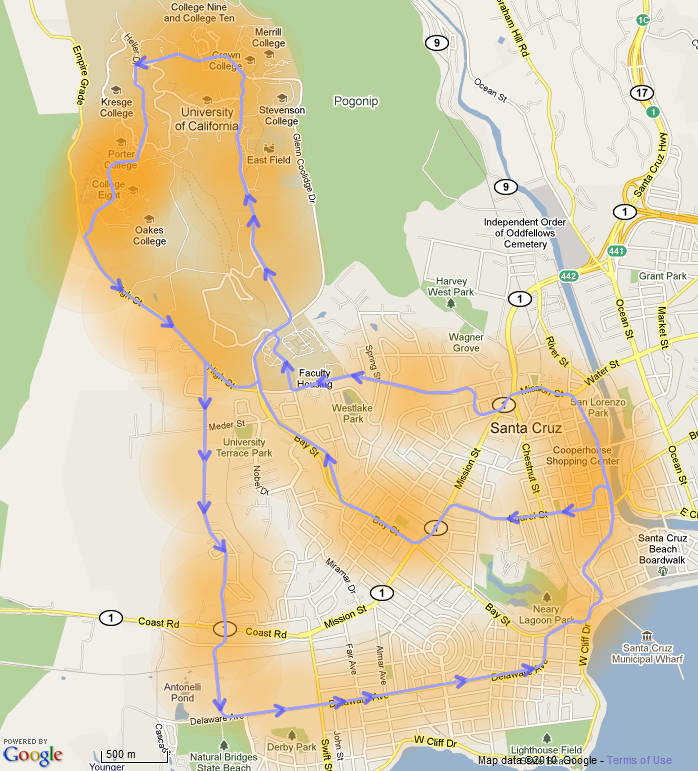 College Nine
and College Ten
Heller Dr
Merrill
College
Crown
College
Empire Grade
Kresge
College
University
of California
Stevenson
College
Pogonip
Porter
College
East Field
College
Eight
Glenn Coolidge Dr
Oakes
College
High St
9
Ocean St
Graham Hill Rd
1C
17
1
Santa Cruz Hwy
9
1
Independent Order
of Oddfellows
Cemetery
441
442
Grant Park
Harvey
West Park
1
Ocean St
Market St
Wagner
Grove
River St
Water St
Spring St
Faculty
Housing
High St
Westlake
Park
Mission St
San Lorenzo
Park
Santa Cruz
Meder St
University
Terrace Park
Bay St
Mission St
Chestnut St
Cooperhouse
Shopping Center
Nobel Dr
Bay St
Laurel St
E Cl
Santa Cruz
Beach
Boardwalk
Miramar Dr
1
1
Coast Rd
Coast Rd
Mission St
Bay St
Neary
Lagoon Park
W Cliff Dr
Santa Cruz
Municipal Wharf
Fair Ave
Almar Ave
Antonelli
Pond
Delaware Ave
Delaware Ave
Delaware Ave
Derby Park
Swift St
John St
W Cliff Dr
Lighthouse Field
Natural Bridges
State Beach
Younger
POWERED BY
Google
500 m
Map data ©2010 Google - Terms of Use